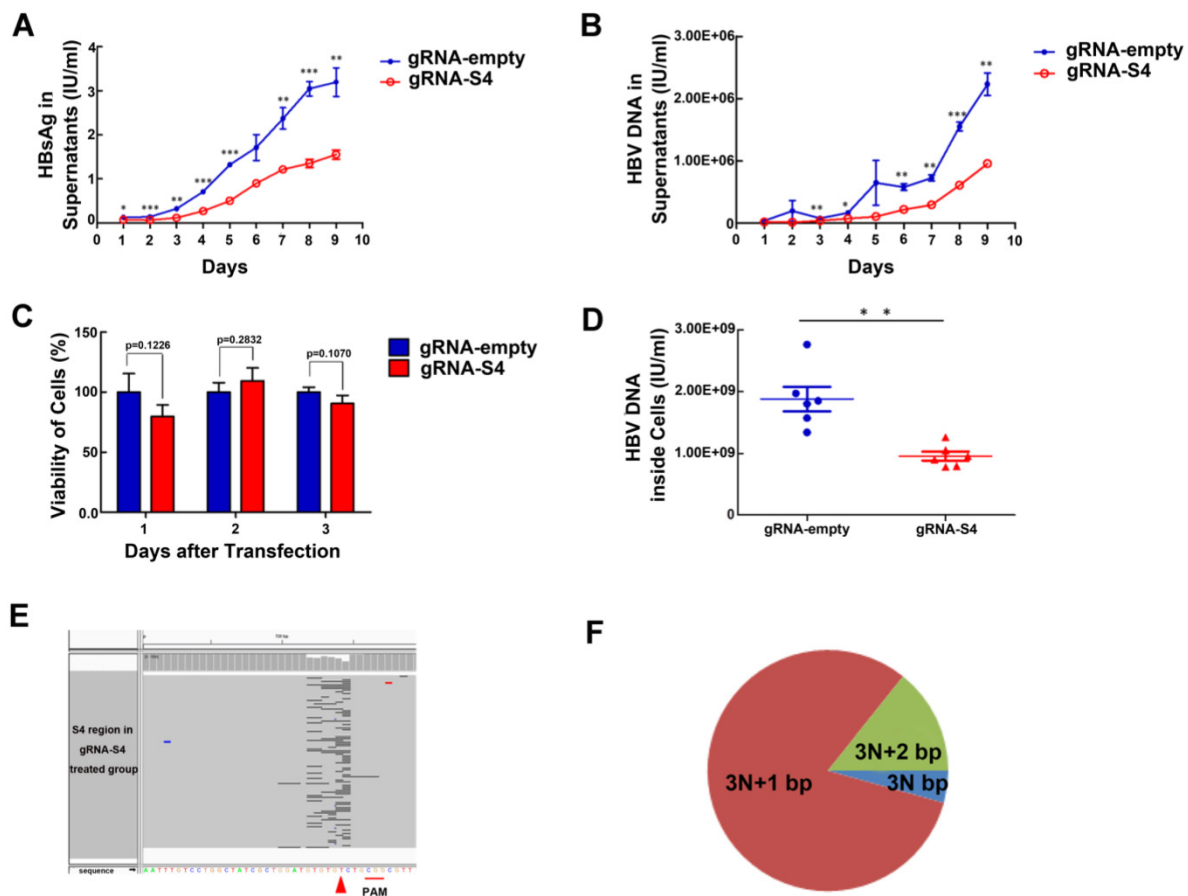 A
HBsAg in
Supernatants (IU/ml)
4
3
2
1
0
0 1 2 3 4 5 6 7 8 9 10
Days
* *** ** *** *** ** *** **
gRNA-empty
gRNA-S4
B
HBV DNA in
Supernatants (IU/ml)
3.00E+06
2.00E+06
1.00E+06
0
0 1 2 3 4 5 6 7 8 9 10
Days
** * ** ** *** **
gRNA-empty
gRNA-S4
C
Viability of Cells (%)
150
100
50
0.0
p=0.1226
p=0.2832
p=0.1070
1 2 3
Days after Transfection
gRNA-empty
gRNA-S4
D
HBV DNA
inside Cells (IU/ml)
3.00E+09
2.00E+09
1.00E+09
0
* *
gRNA-empty gRNA-S4
E
S4 region in
gRNA-S4
treated group
sequence
AATTTGTCCTGGCTATCGCTGGATGTGTCTGCGGCGTT
PAM
F
3N+1 bp
3N+2 bp
3N bp